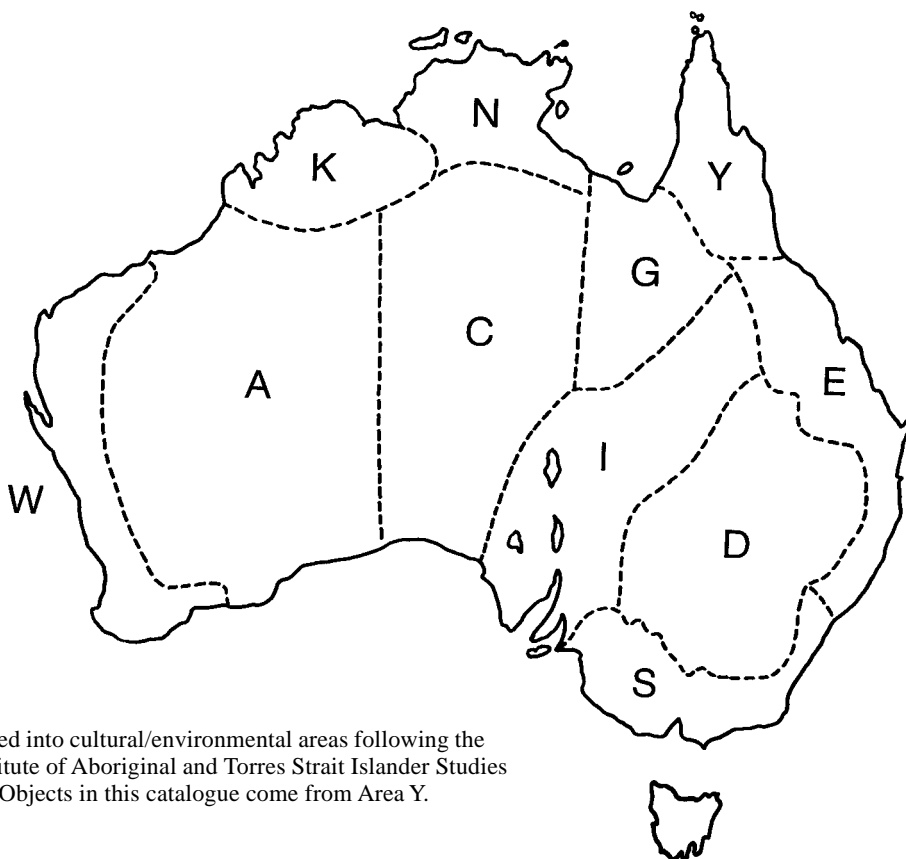 N
K
Y
G
C
A
E
I
W
D
S
ed into cultural/environmental areas following the
itute of Aboriginal and Torres Strait Islander Studies
Objects in this catalogue come from Area Y.